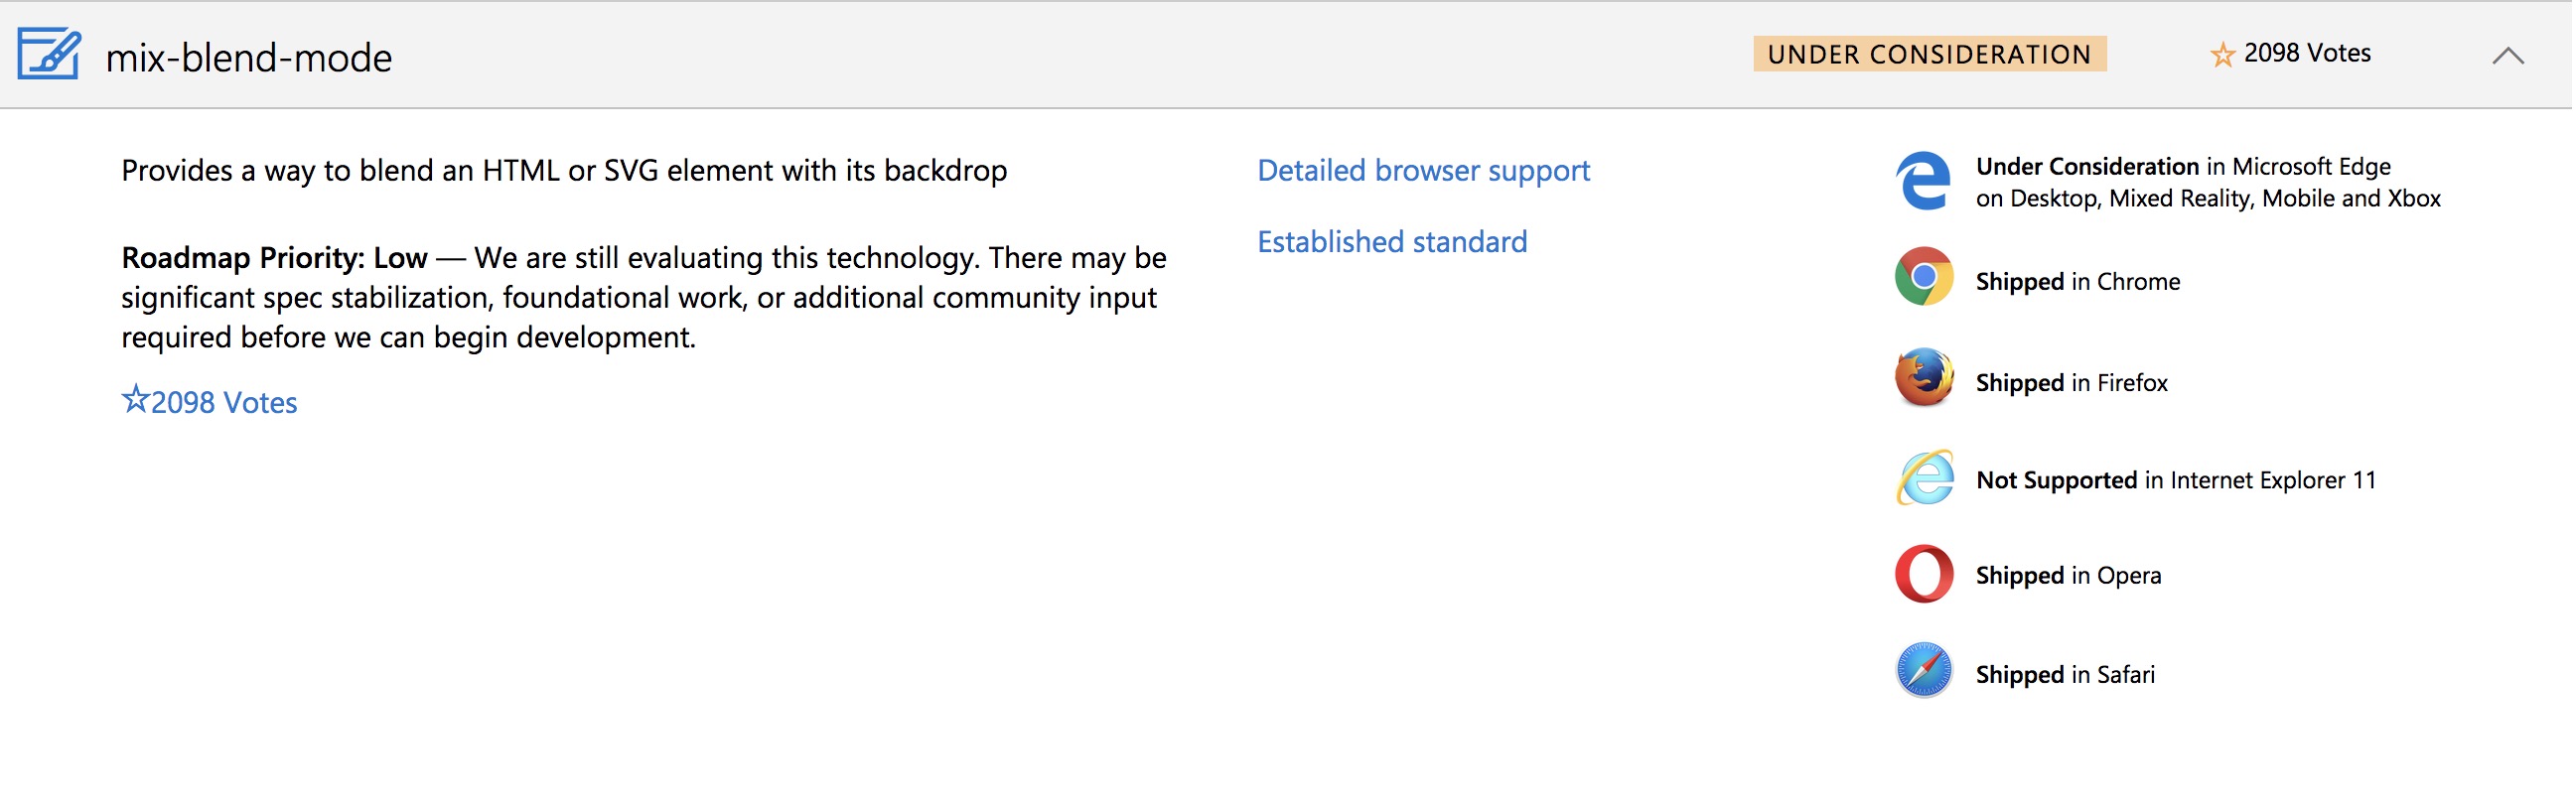 mix-blend-mode
UNDER CONSIDERATION
2098 Votes
Provides a way to blend an HTML or SVG element with its backdrop
Roadmap Priority: Low — We are still evaluating this technology. There may be
significant spec stabilization, foundational work, or additional community input
required before we can begin development.
2098 Votes
Detailed browser support
Established standard
Under Consideration in Microsoft Edge
on Desktop, Mixed Reality, Mobile and Xbox
Shipped in Chrome
Shipped in Firefox
Not Supported in Internet Explorer 11
Shipped in Opera
Shipped in Safari